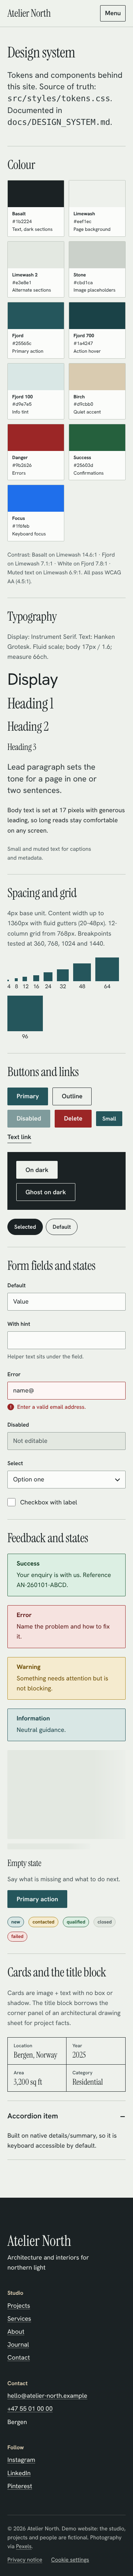 Atelier North
Menu
Design system
Tokens and components behind
this site. Source of truth:
src/styles/tokens.css.
Documented in
docs/DESIGN_SYSTEM.md.
Colour
Basalt
#1b2224
Text, dark sections
Limewash
#eef1ec
Page background
Limewash 2
#e3e8e1
Alternate sections
Stone
#cbd1ca
Image placeholders
Fjord
#25565c
Primary action
Fjord 700
#1a4247
Action hover
Fjord 100
#d9e7e5
Info tint
Birch
Quiet accent
Danger
#9b2626
Errors
Success
#25603d
Confirmations
Focus
#1f6feb
Keyboard focus
Contrast: Basalt on Limewash 14.6:1 · Fjord
on Limewash 7.1:1 · White on Fjord 7.8:1 ·
Muted text on Limewash 6.9:1. All pass WCAG
AA (4.5:1).
Typography
Display: Instrument Serif. Text: Hanken
Grotesk. Fluid scale; body 17px / 1.6;
measure 66ch.
Display
Heading 1
Heading 2
Heading 3
Lead paragraph sets the
tone for a page in one or
two sentences.
Body text is set at 17 pixels with generous
leading, so long reads stay comfortable
on any screen.
Small and muted text for captions
and metadata.
Spacing and grid
4px base unit. Content width up to
1360px with fluid gutters (20–48px). 12-
column grid from 768px. Breakpoints
tested at 360, 768, 1024 and 1440.
4 8 12 16 24 32 48 64
96
Buttons and links
Primary
Outline
Disabled
Delete
Small
Text link
On dark
Ghost on dark
Selected
Default
Form fields and states
Default
Value
With hint
Helper text sits under the field.
Error
name@
Enter a valid email address.
Disabled
Not editable
Select
Option one
Checkbox with label
Feedback and states
Success
Your enquiry is with us. Reference
AN-260101-ABCD.
Error
Name the problem and how to fix
it.
Warning
Something needs attention but is
not blocking.
Information
Neutral guidance.
Empty state
Say what is missing and what to do next.
Primary action
new
contacted
qualified
closed
failed
Cards and the title block
Cards are image + text with no box or
shadow. The title block borrows the
corner panel of an architectural drawing
sheet for project facts.
Location
Bergen, Norway
Year
2025
Area
3,200 sq ft
Category
Residential
Accordion item
Built on native details/summary, so it is
keyboard accessible by default.
Atelier North
Architecture and interiors for
northern light
Studio
Projects
Services
About
Journal
Contact
Contact
hello@atelier-north.example
+47 55 01 00 00
Bergen
Follow
Instagram
LinkedIn
Pinterest
© 2026 Atelier North. Demo website: the studio,
projects and people are fictional. Photography
via Pexels.
Privacy notice
Cookie settings